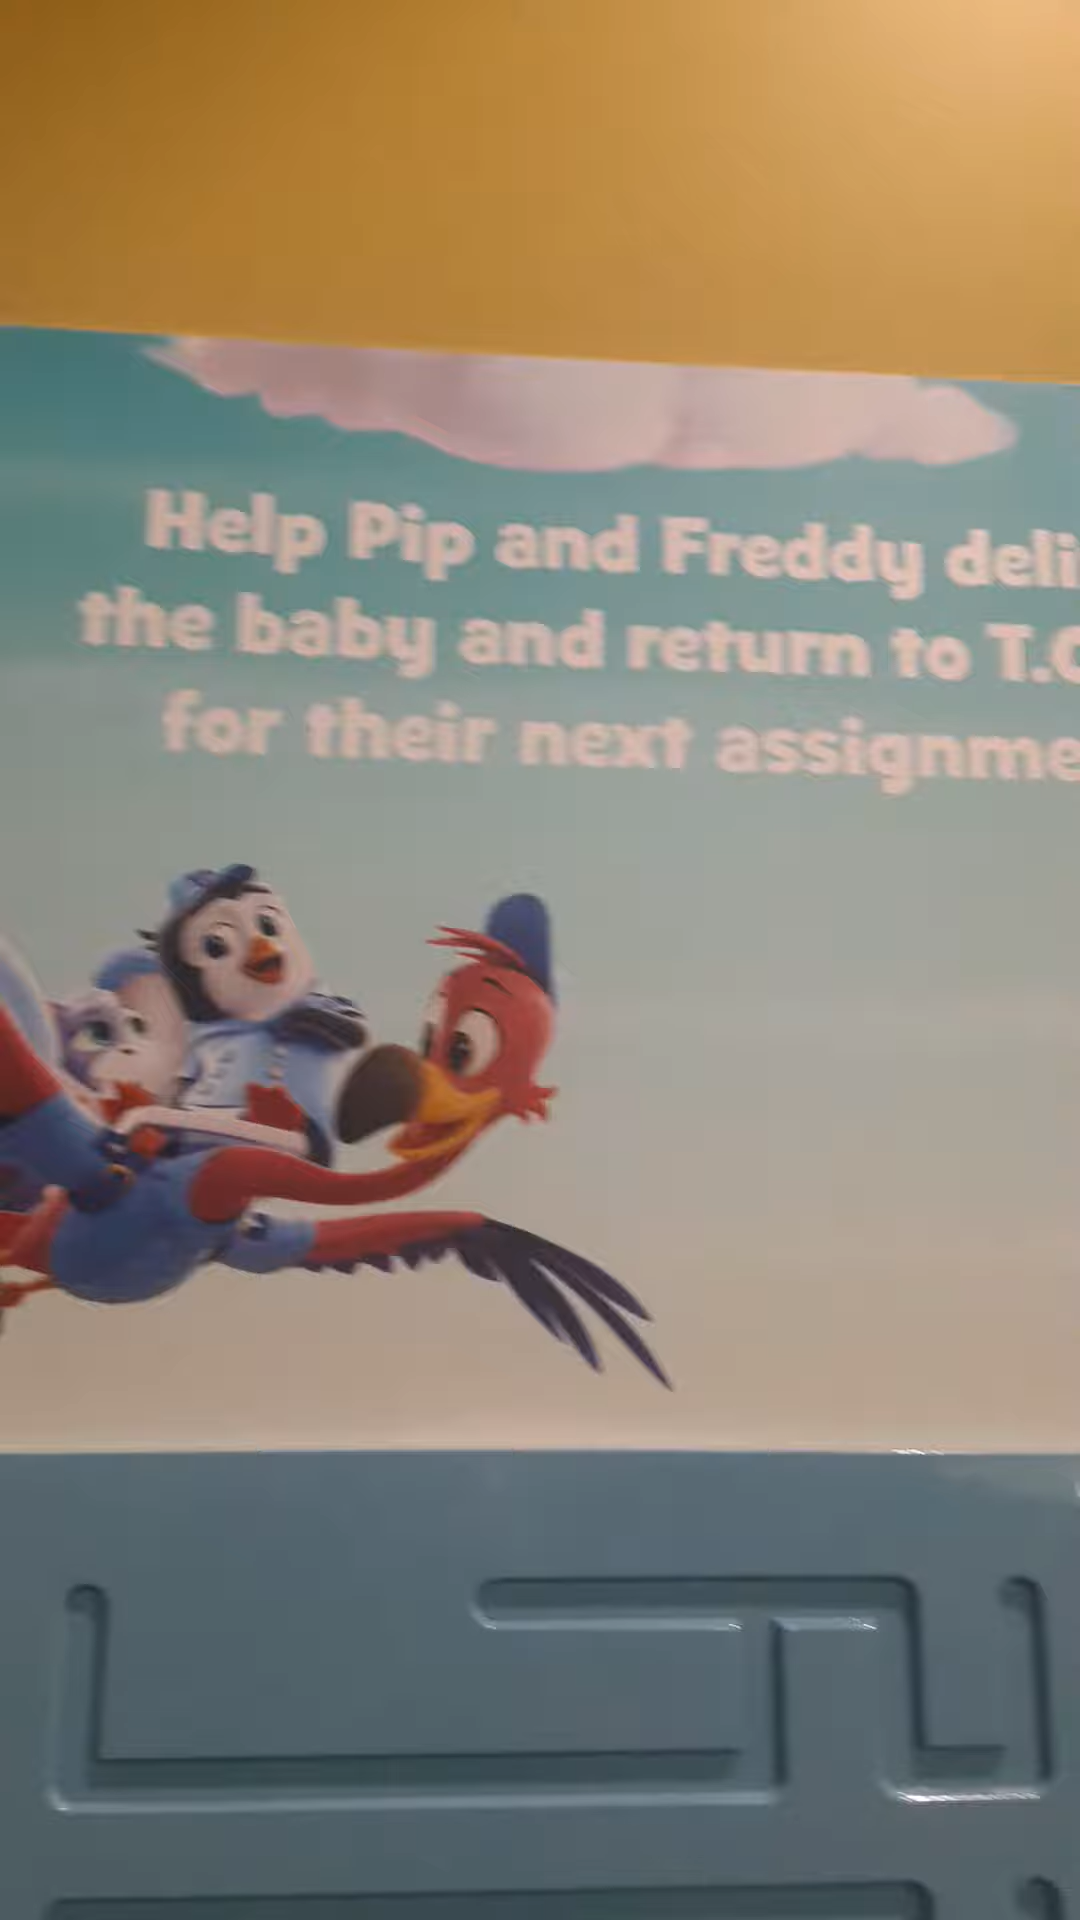 Help Pip and Freddy deli
the baby and return to T.O
for their next assignme